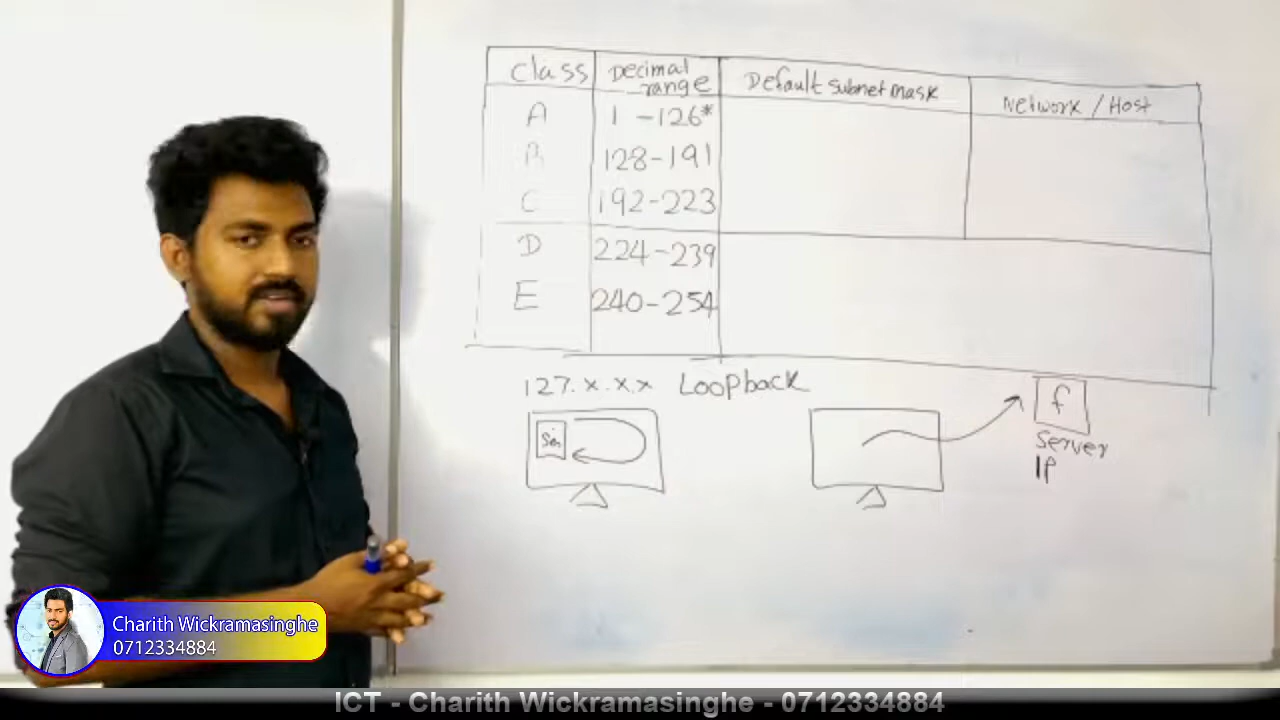 Class Decimal range Default subnet mask Network / Host
A 1 - 126*
B 128 - 191
C 192 - 223
D 224 - 239
E 240 - 254
127.x.x.x Loopback
Ser
f
Server
IP
Charith Wickramasinghe
0712334884
ICT - Charith Wickramasinghe - 0712334884